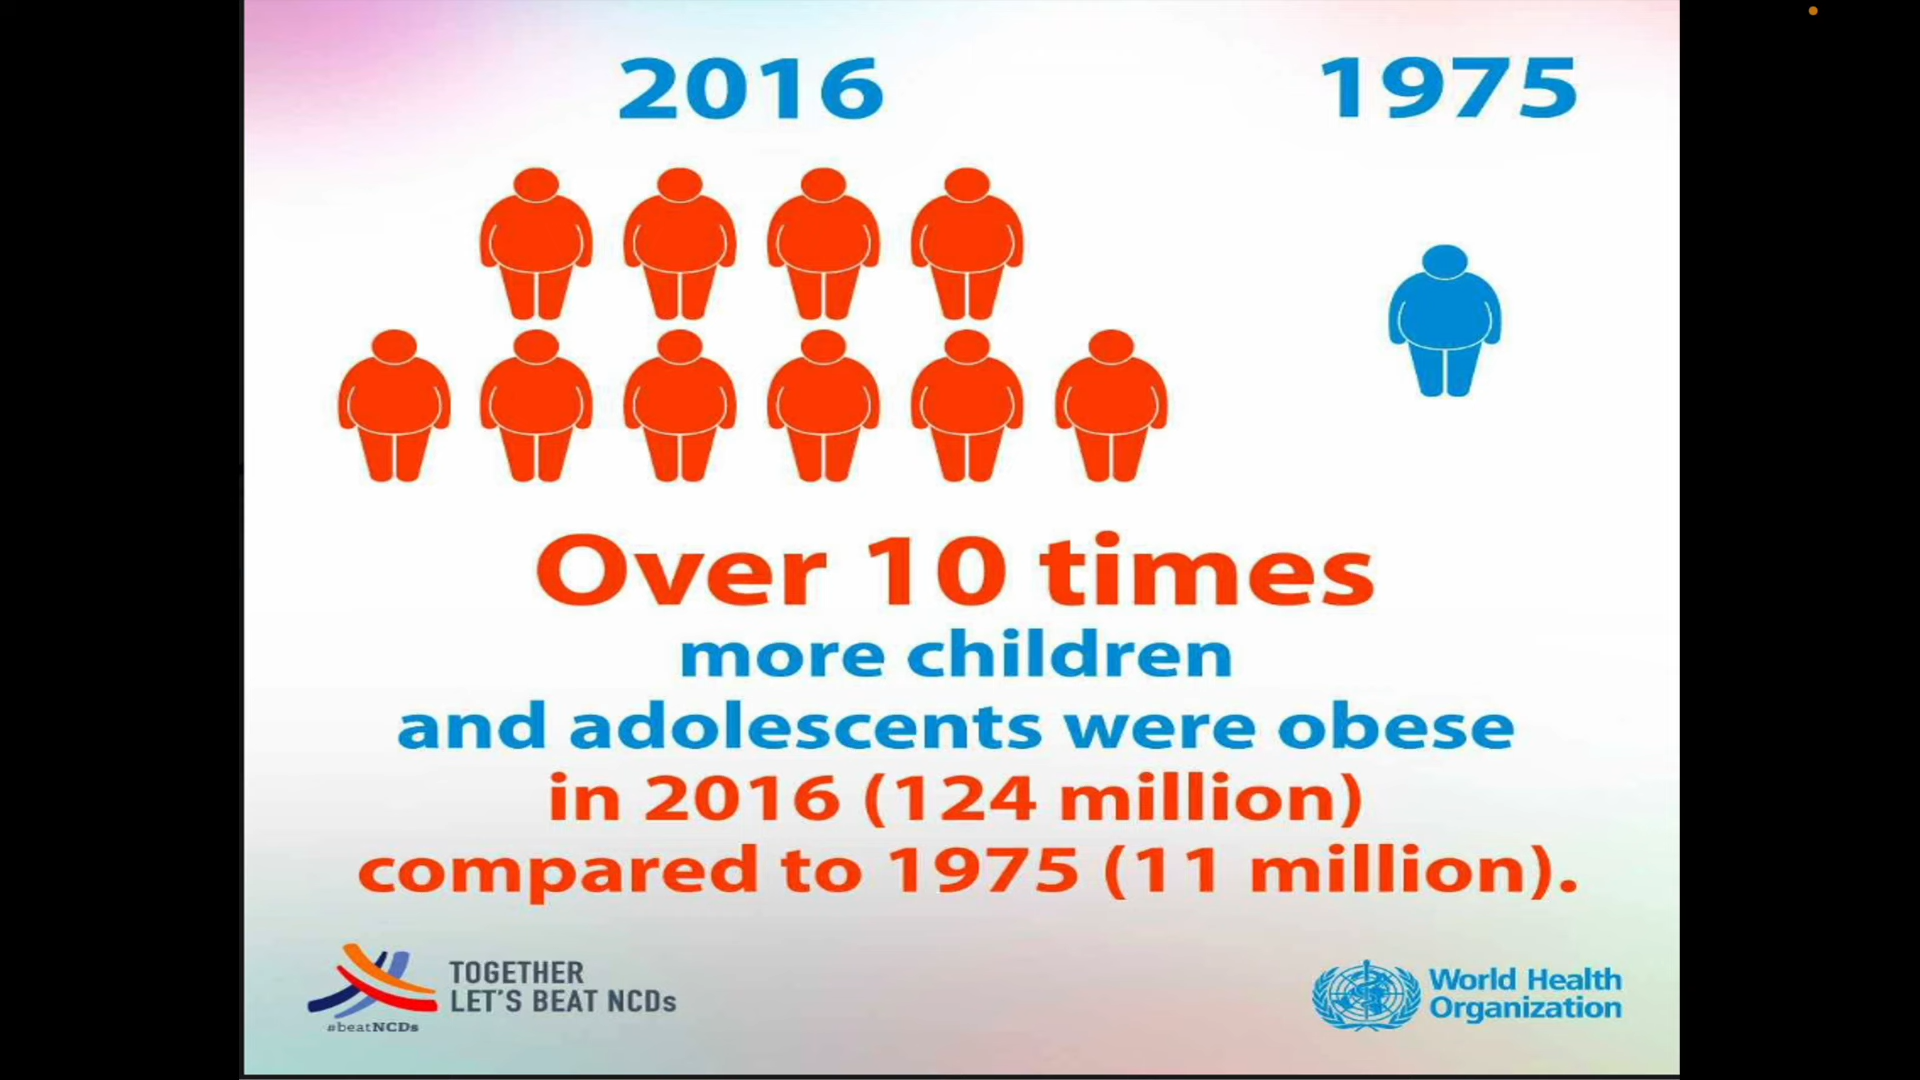 2016
1975
Over 10 times
more children
and adolescents were obese
in 2016 (124 million)
compared to 1975 (11 million).
TOGETHER
LET'S BEAT NCDs
#beatNCDs
World Health
Organization